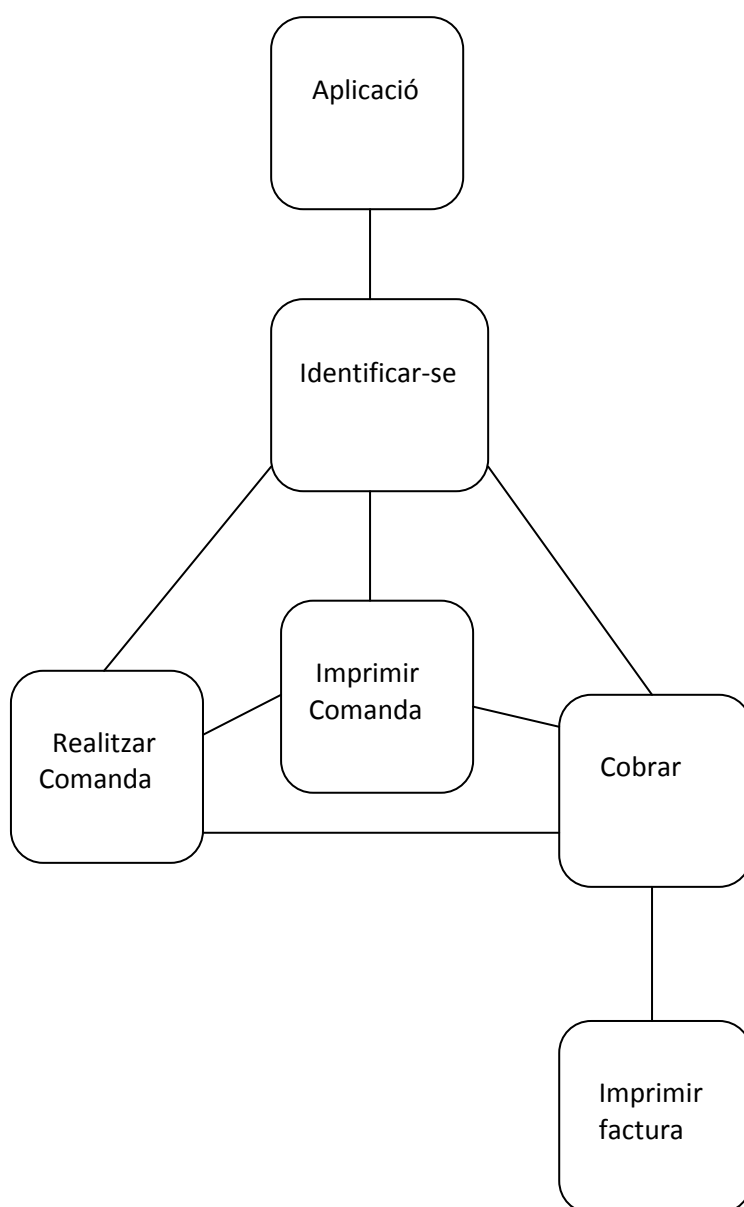 Aplicació
Identificar-se
Imprimir
Comanda
Realitzar
Comanda
Cobrar
Imprimir
factura